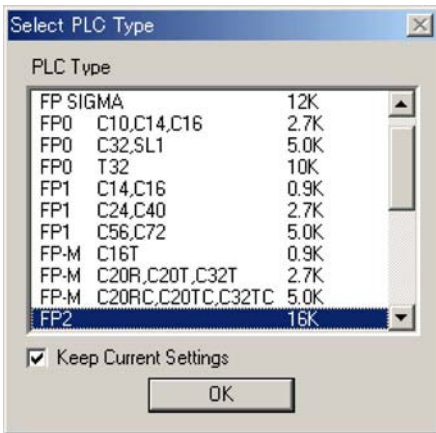 Select PLC Type
PLC Type
FP SIGMA 12K
FP0 C10,C14,C16 2.7K
FP0 C32,SL1 5.0K
FP0 T32 10K
FP1 C14,C16 0.9K
FP1 C24,C40 2.7K
FP1 C56,C72 5.0K
FP-M C16T 0.9K
FP-M C20R,C20T,C32T 2.7K
FP-M C20RC,C20TC,C32TC 5.0K
FP2 16K
Keep Current Settings
OK